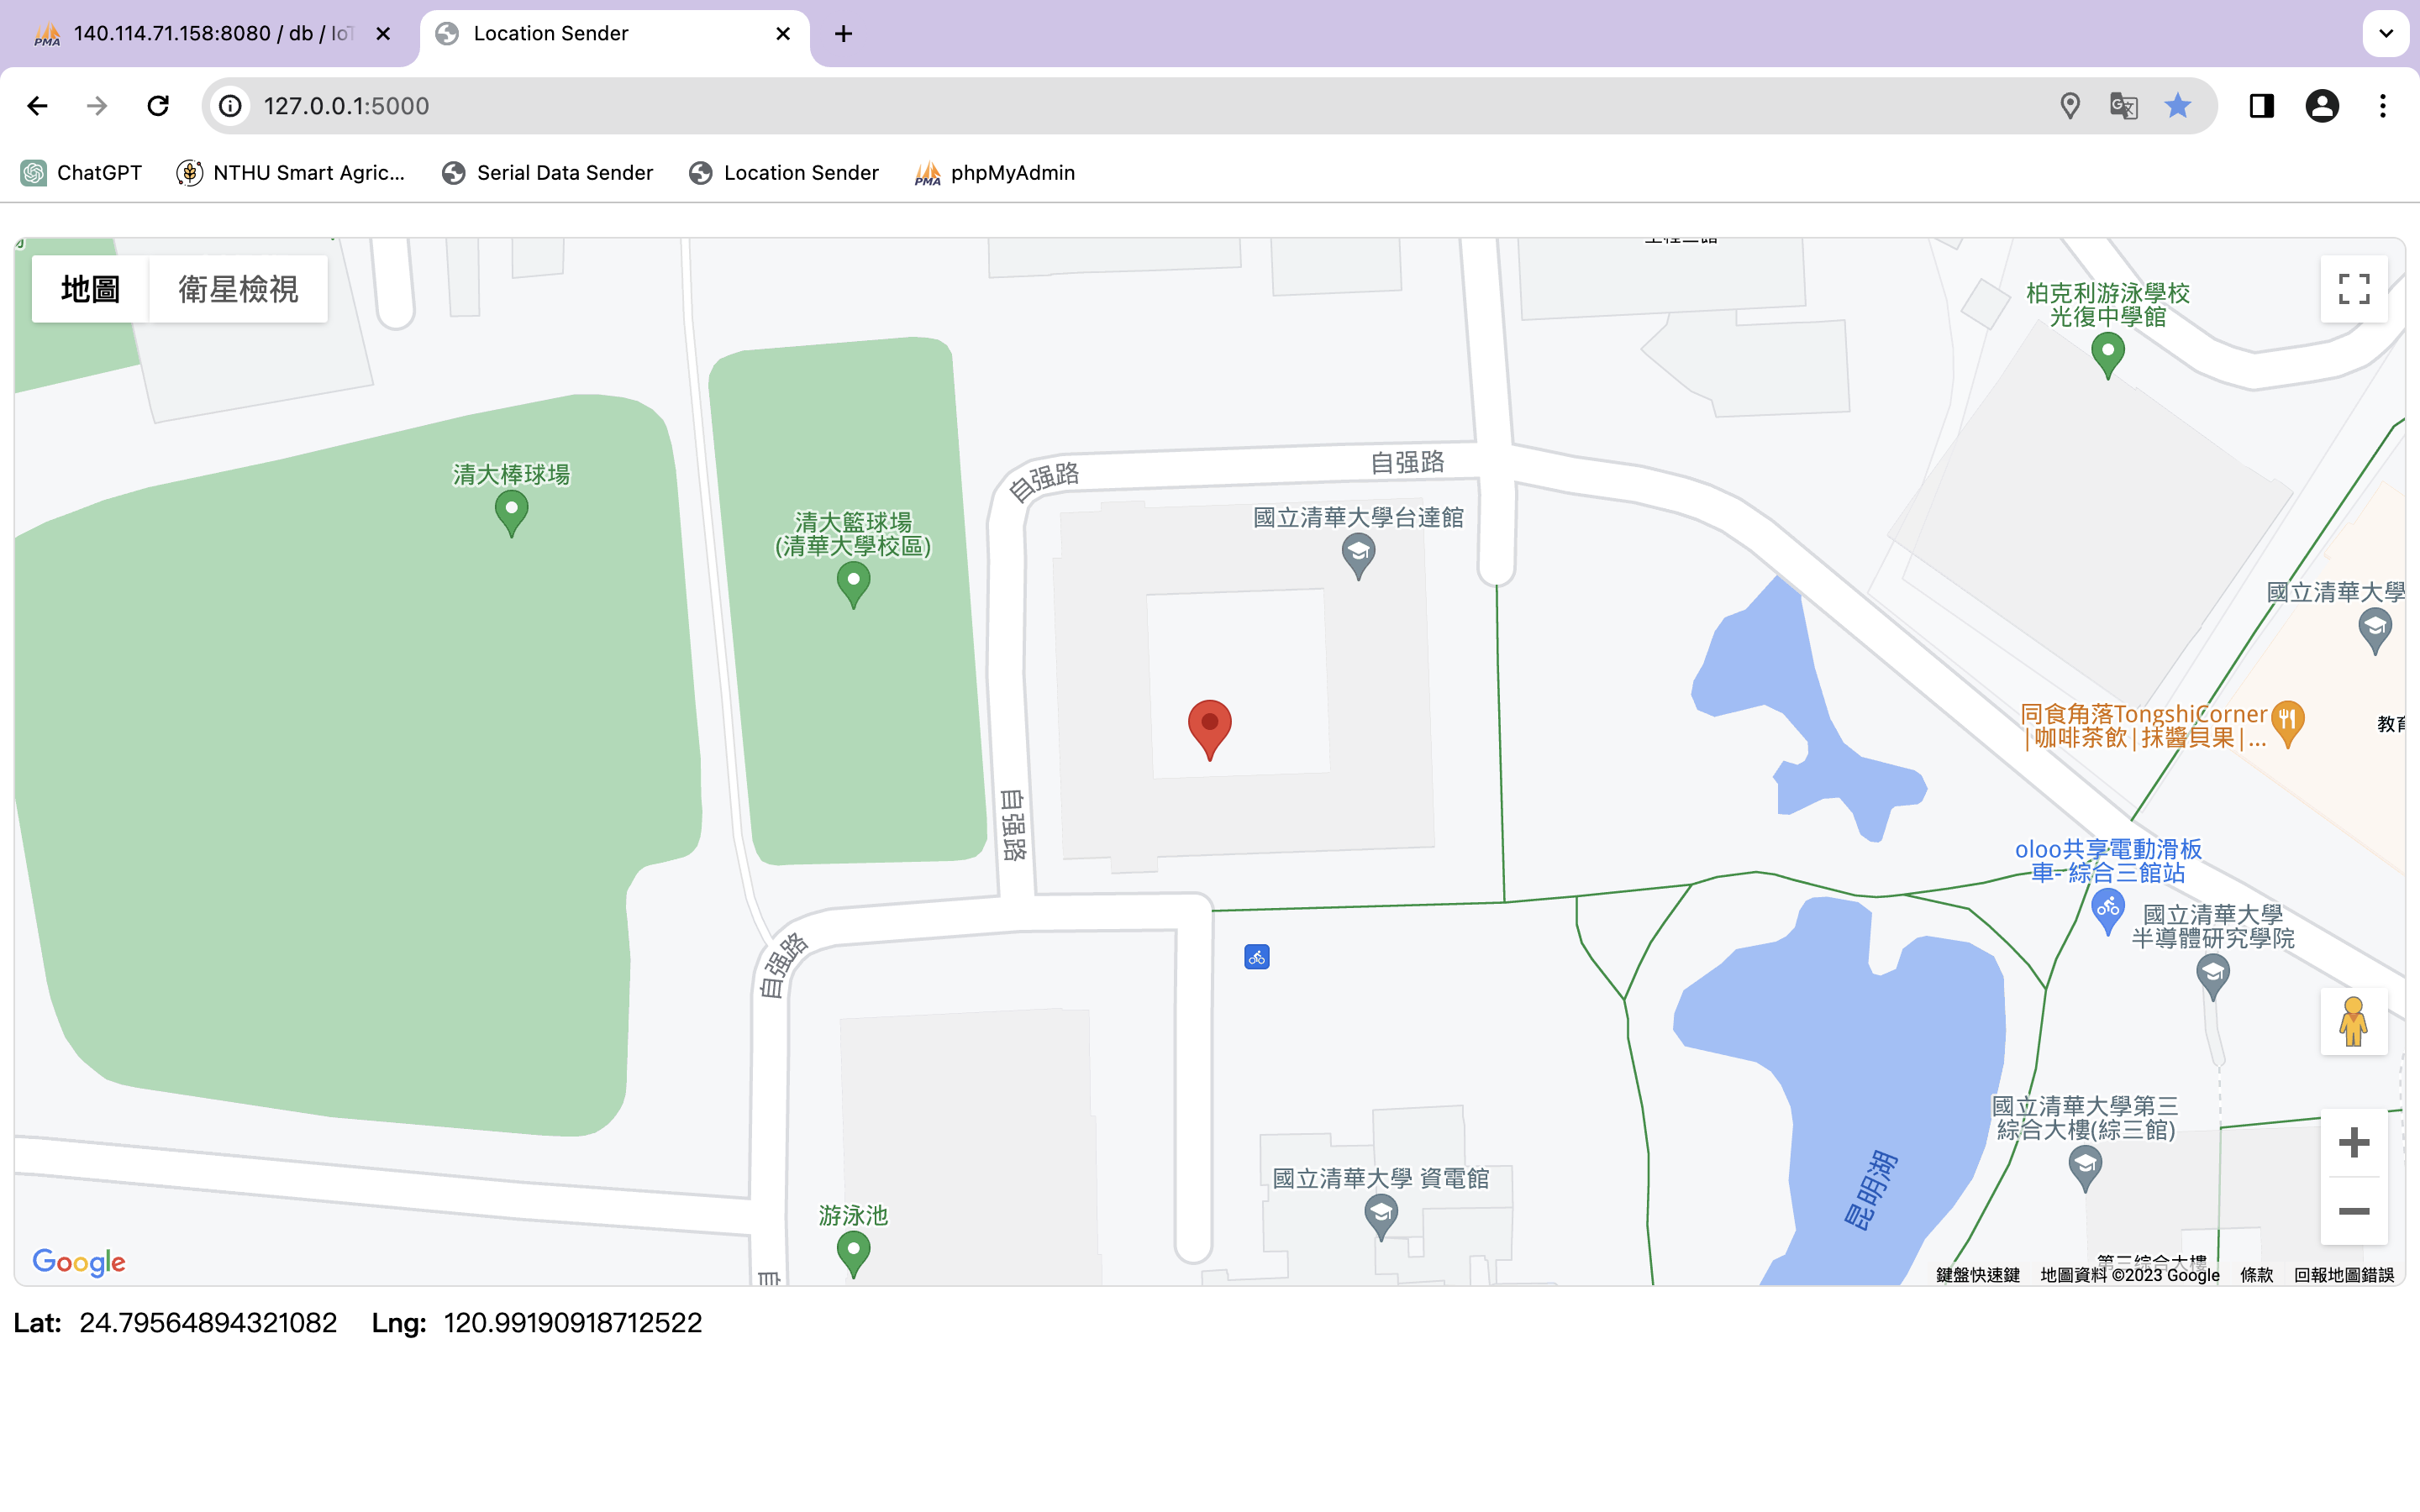 140.114.71.158:8080 / db / IoT
Location Sender
127.0.0.1:5000
ChatGPT
NTHU Smart Agric...
Serial Data Sender
Location Sender
phpMyAdmin
地圖
衛星檢視
柏克利游泳學校
光復中學館
清大棒球場
自强路
自强路
清大籃球場
(清華大學校區)
國立清華大學台達館
國立清華大學
同食角落TongshiCorner
|咖啡茶飲|抹醬貝果|...
教育
自强路
oloo共享電動滑板
車- 綜合三館站
國立清華大學
半導體研究學院
自强路
國立清華大學第三
綜合大樓(綜三館)
國立清華大學 資電館
昆明湖
游泳池
第三綜合大樓
自
Google
鍵盤快速鍵
地圖資料 ©2023 Google
條款
回報地圖錯誤
Lat: 24.79564894321082 Lng: 120.99190918712522